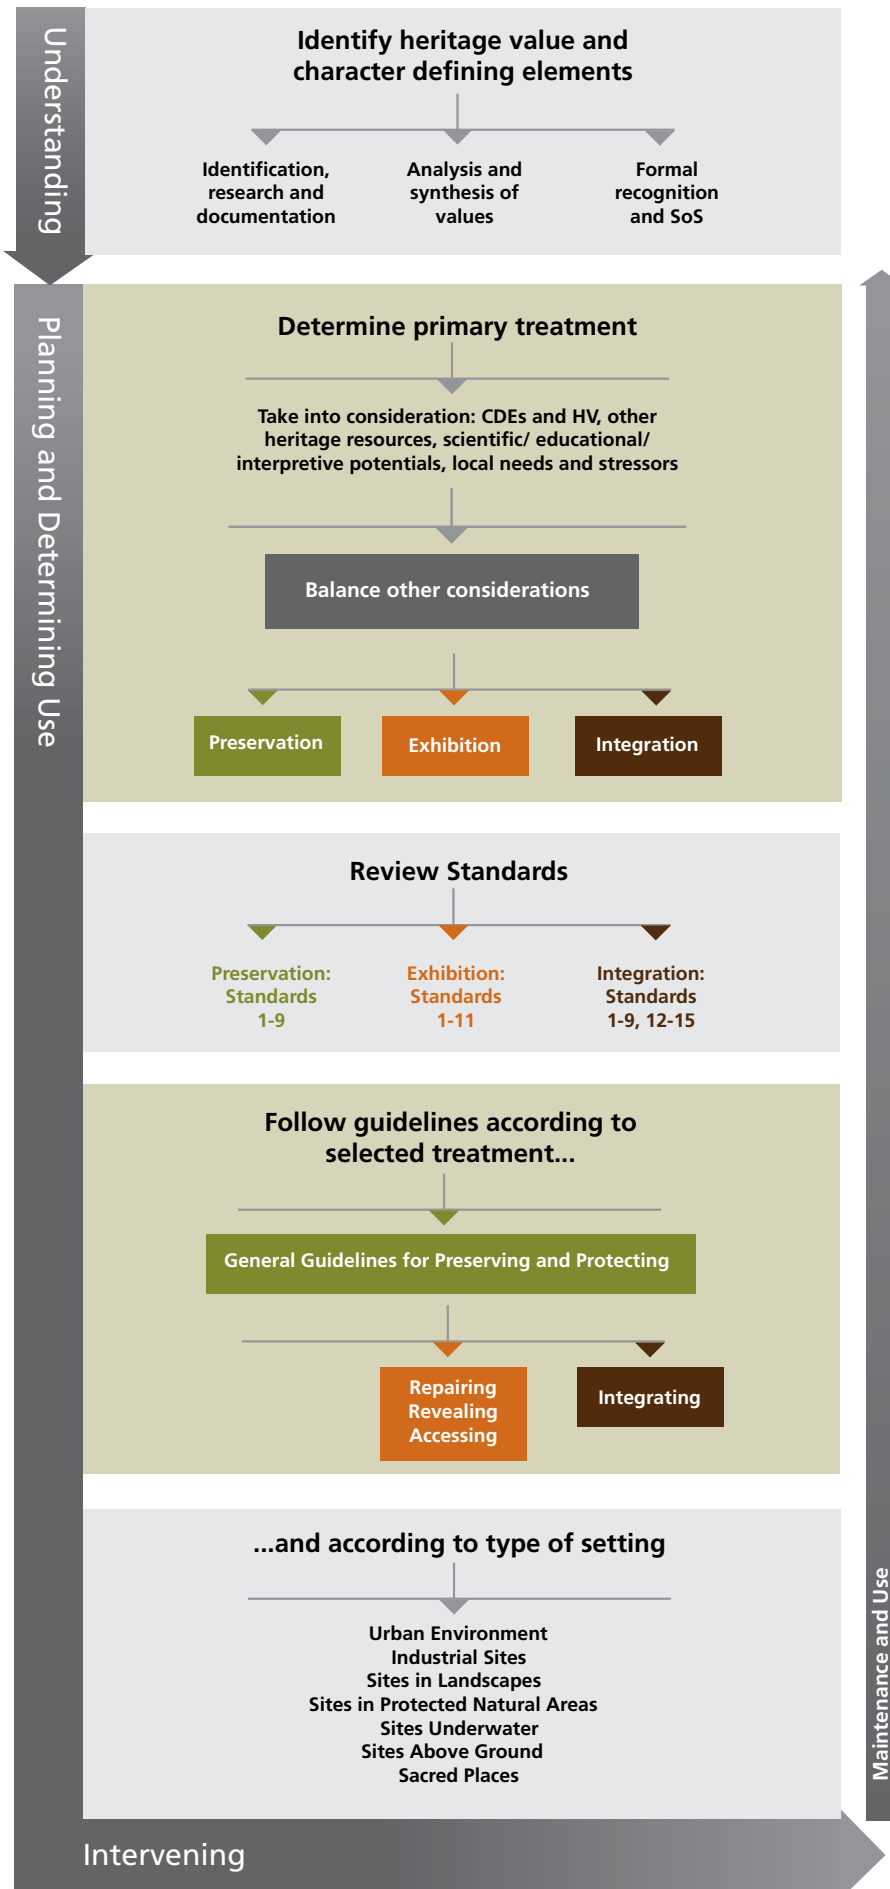 Understanding
Identify heritage value and
character defining elements
Identification,
research and
documentation
Analysis and
synthesis of
values
Formal
recognition
and SoS
Planning and Determining Use
Determine primary treatment
Take into consideration: CDEs and HV, other
heritage resources, scientific/ educational/
interpretive potentials, local needs and stressors
Balance other considerations
Preservation
Exhibition
Integration
Review Standards
Preservation:
Standards
1-9
Exhibition:
Standards
1-11
Integration:
Standards
1-9, 12-15
Follow guidelines according to
selected treatment...
General Guidelines for Preserving and Protecting
Repairing
Revealing
Accessing
Integrating
...and according to type of setting
Urban Environment
Industrial Sites
Sites in Landscapes
Sites in Protected Natural Areas
Sites Underwater
Sites Above Ground
Sacred Places
Maintenance and Use
Intervening